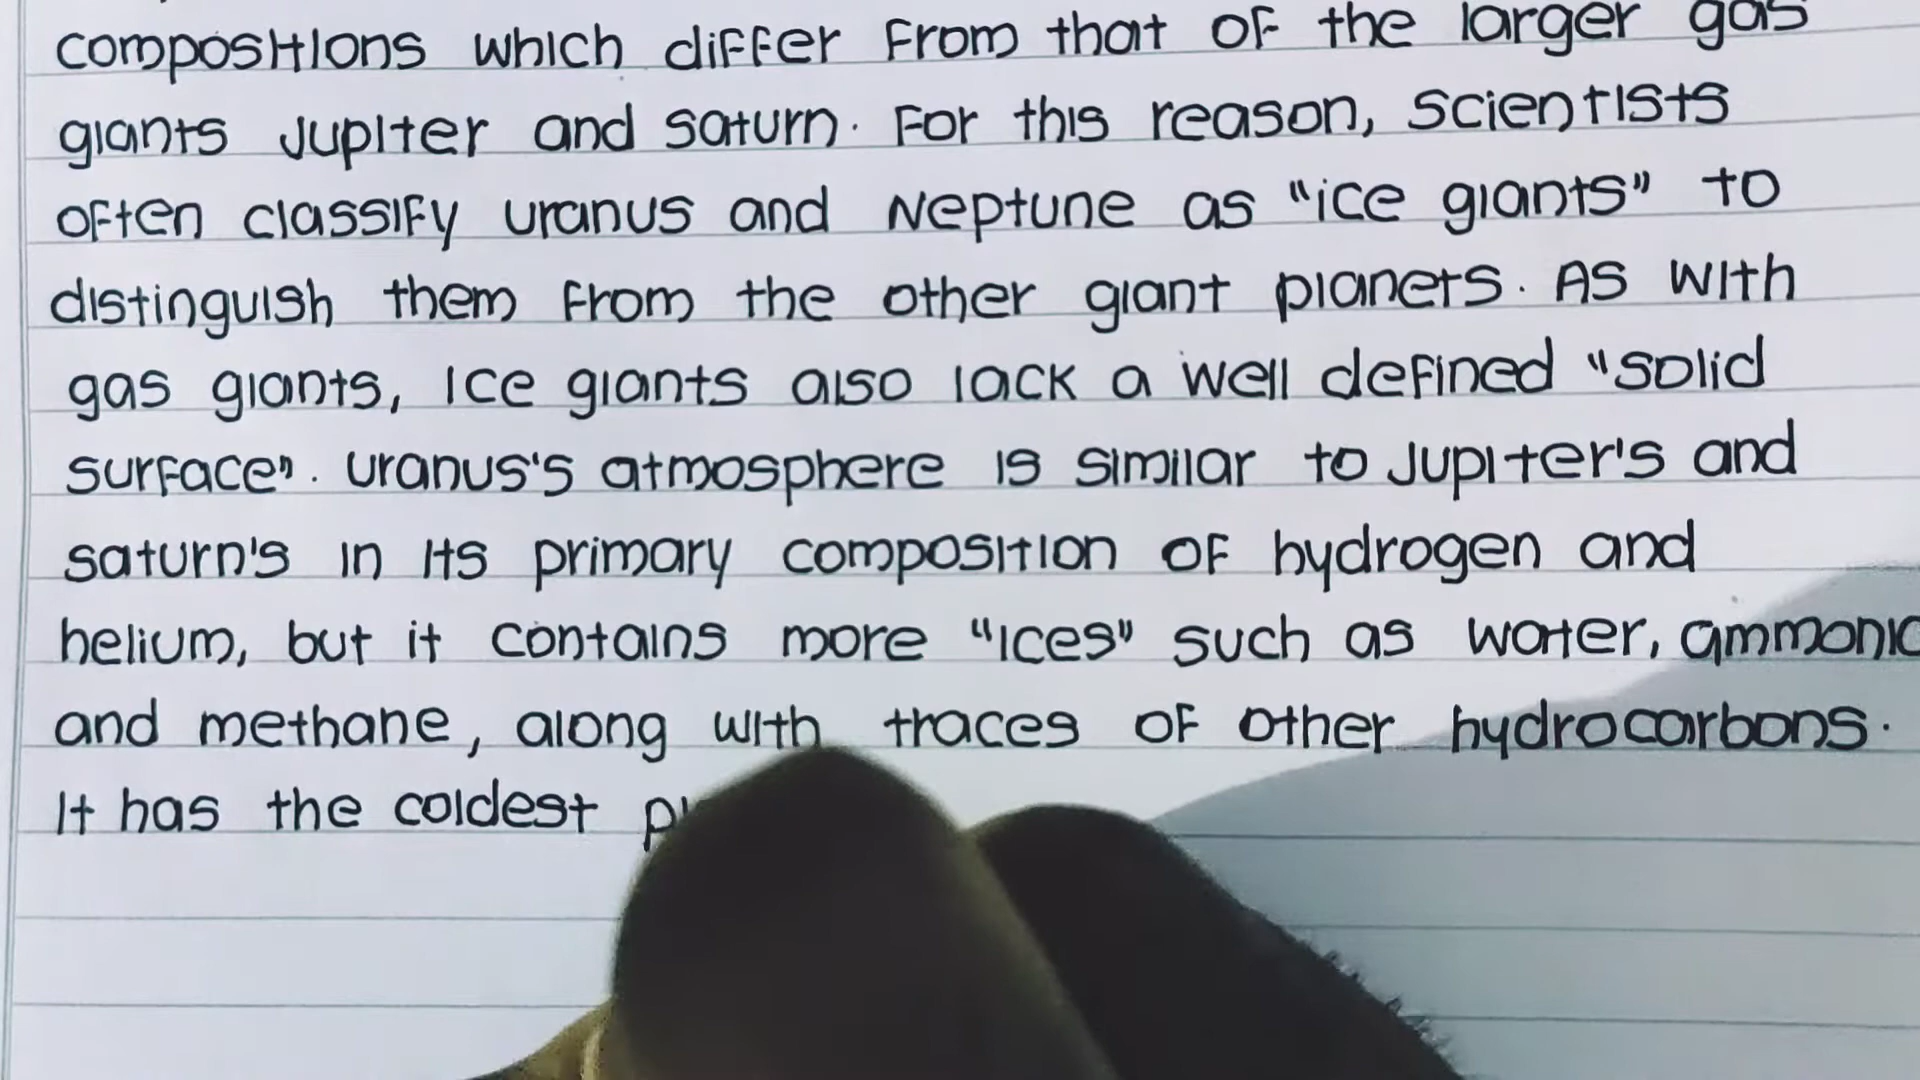 compositions which differ from that of the larger gas
giants Jupiter and saturn. For this reason, scientists
often classify uranus and Neptune as "ice giants" to
distinguish them from the other giant planets. As with
gas giants, ice giants also lack a well defined "solid
surface". uranus's atmosphere is similar to Jupiter's and
saturn's in its primary composition of hydrogen and
helium, but it contains more "ices" such as water,
and methane, along with traces of other hydrocarbons.
It has the coldest